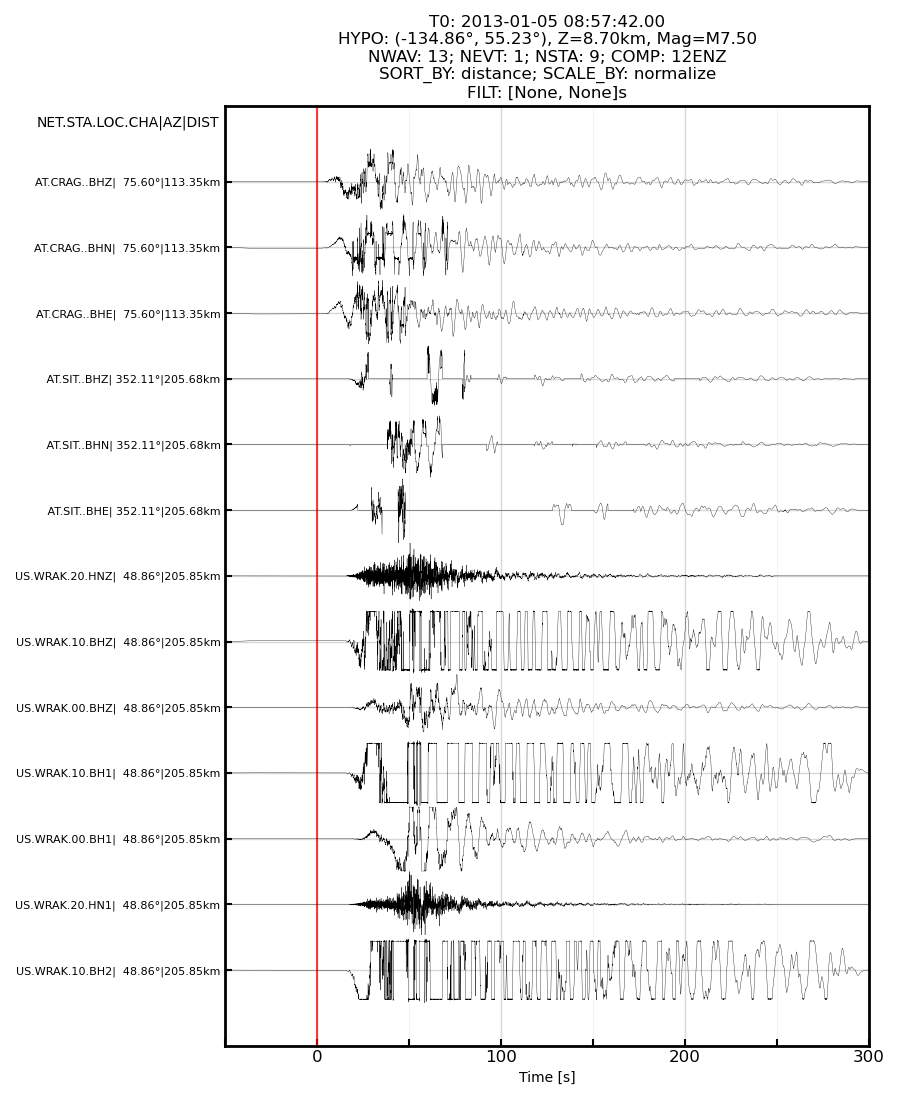 T0: 2013-01-05 08:57:42.00
HYPO: (-134.86°, 55.23°), Z=8.70km, Mag=M7.50
NWAV: 13; NEVT: 1; NSTA: 9; COMP: 12ENZ
SORT_BY: distance; SCALE_BY: normalize
FILT: [None, None]s
NET.STA.LOC.CHA|AZ|DIST
AT.CRAG..BHZ| 75.60°|113.35km
AT.CRAG..BHN| 75.60°|113.35km
AT.CRAG..BHE| 75.60°|113.35km
AT.SIT..BHZ| 352.11°|205.68km
AT.SIT..BHN| 352.11°|205.68km
AT.SIT..BHE| 352.11°|205.68km
US.WRAK.20.HNZ| 48.86°|205.85km
US.WRAK.10.BHZ| 48.86°|205.85km
US.WRAK.00.BHZ| 48.86°|205.85km
US.WRAK.10.BH1| 48.86°|205.85km
US.WRAK.00.BH1| 48.86°|205.85km
US.WRAK.20.HN1| 48.86°|205.85km
US.WRAK.10.BH2| 48.86°|205.85km
0 100 200 300
Time [s]